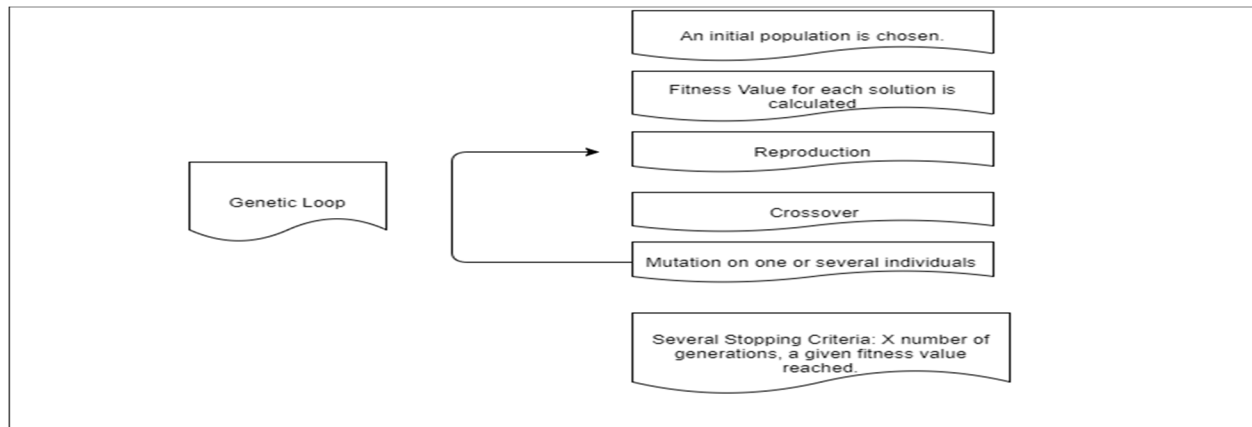 An initial population is chosen.
Fitness Value for each solution is
calculated
Reproduction
Genetic Loop
Crossover
Mutation on one or several individuals
Several Stopping Criteria: X number of
generations, a given fitness value
reached.